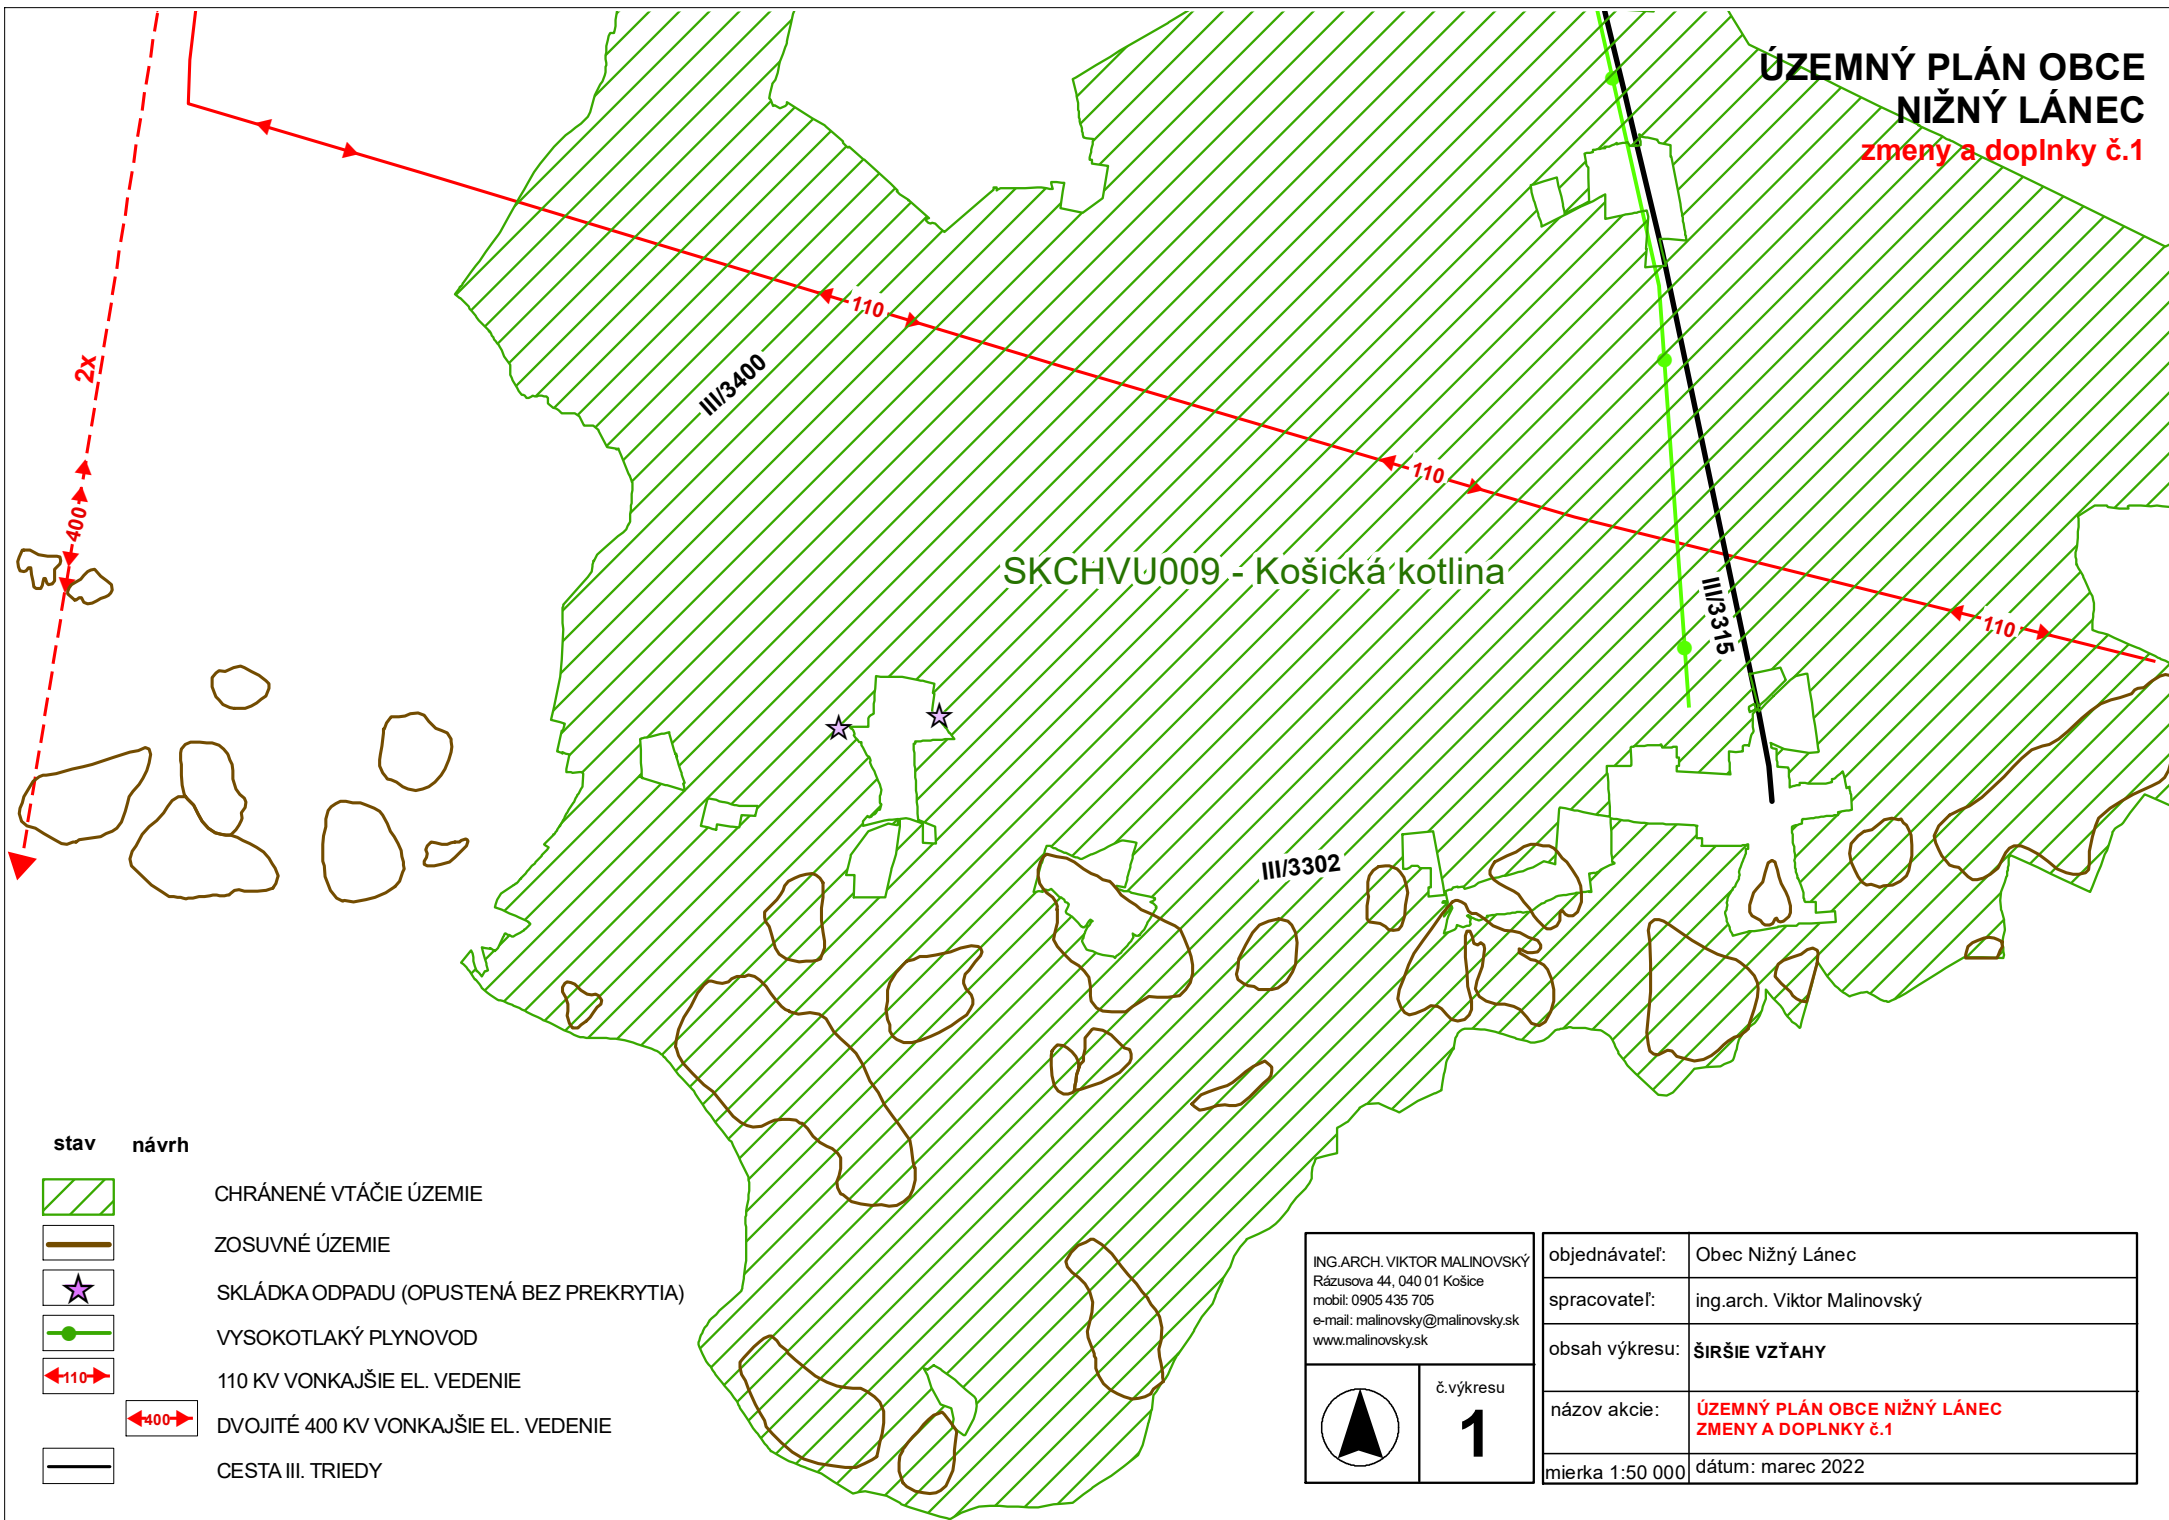 ÚZEMNÝ PLÁN OBCE
NIŽNÝ LÁNEC
zmeny a doplnky č.1
110
2x
III/3400
110
400
SKCHVU009 - Košická kotlina
III/3315
110
III/3302
stav návrh
CHRÁNENÉ VTÁČIE ÚZEMIE
ZOSUVNÉ ÚZEMIE
SKLÁDKA ODPADU (OPUSTENÁ BEZ PREKRYTIA)
VYSOKOTLAKÝ PLYNOVOD
110 110 KV VONKAJŠIE EL. VEDENIE
400 DVOJITÉ 400 KV VONKAJŠIE EL. VEDENIE
CESTA III. TRIEDY
ING.ARCH. VIKTOR MALINOVSKÝ
Rázusova 44, 040 01 Košice
mobil: 0905 435 705
e-mail: malinovsky@malinovsky.sk
www.malinovsky.sk
č.výkresu
1
objednávateľ: Obec Nižný Lánec
spracovateľ: ing.arch. Viktor Malinovský
obsah výkresu: ŠIRŠIE VZŤAHY
názov akcie: ÚZEMNÝ PLÁN OBCE NIŽNÝ LÁNEC
ZMENY A DOPLNKY č.1
mierka 1:50 000 dátum: marec 2022